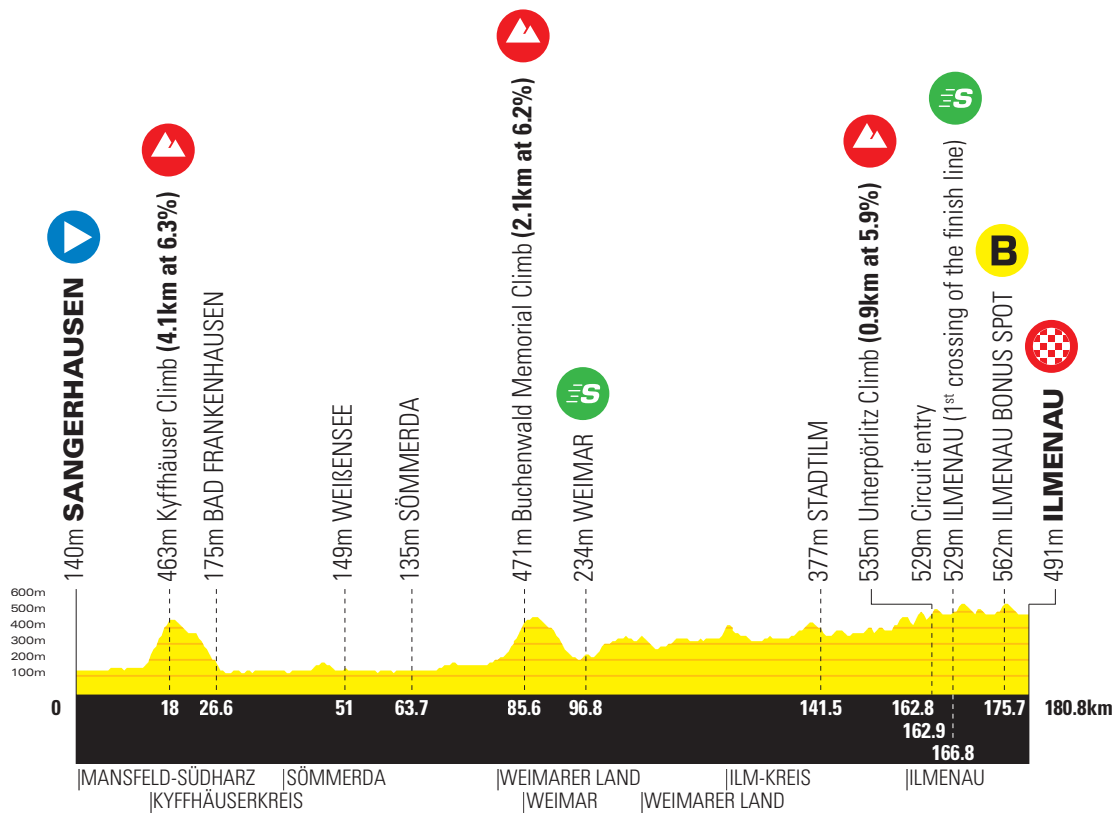 140m SANGERHAUSEN
463m Kyffhäuser Climb (4.1km at 6.3%)
175m BAD FRANKENHAUSEN
149m WEIßENSEE
135m SÖMMERDA
471m Buchenwald Memorial Climb (2.1km at 6.2%)
S
234m WEIMAR
377m STADTILM
535m Unterpörlitz Climb (0.9km at 5.9%)
529m Circuit entry
S
529m ILMENAU (1st crossing of the finish line)
B
562m ILMENAU BONUS SPOT
491m ILMENAU
600m
500m
400m
300m
200m
100m
0 18 26.6 51 63.7 85.6 96.8 141.5 162.8 175.7 180.8km
162.9
166.8
|MANSFELD-SÜDHARZ |SÖMMERDA |WEIMARER LAND |ILM-KREIS |ILMENAU
|KYFFHÄUSERKREIS |WEIMAR |WEIMARER LAND